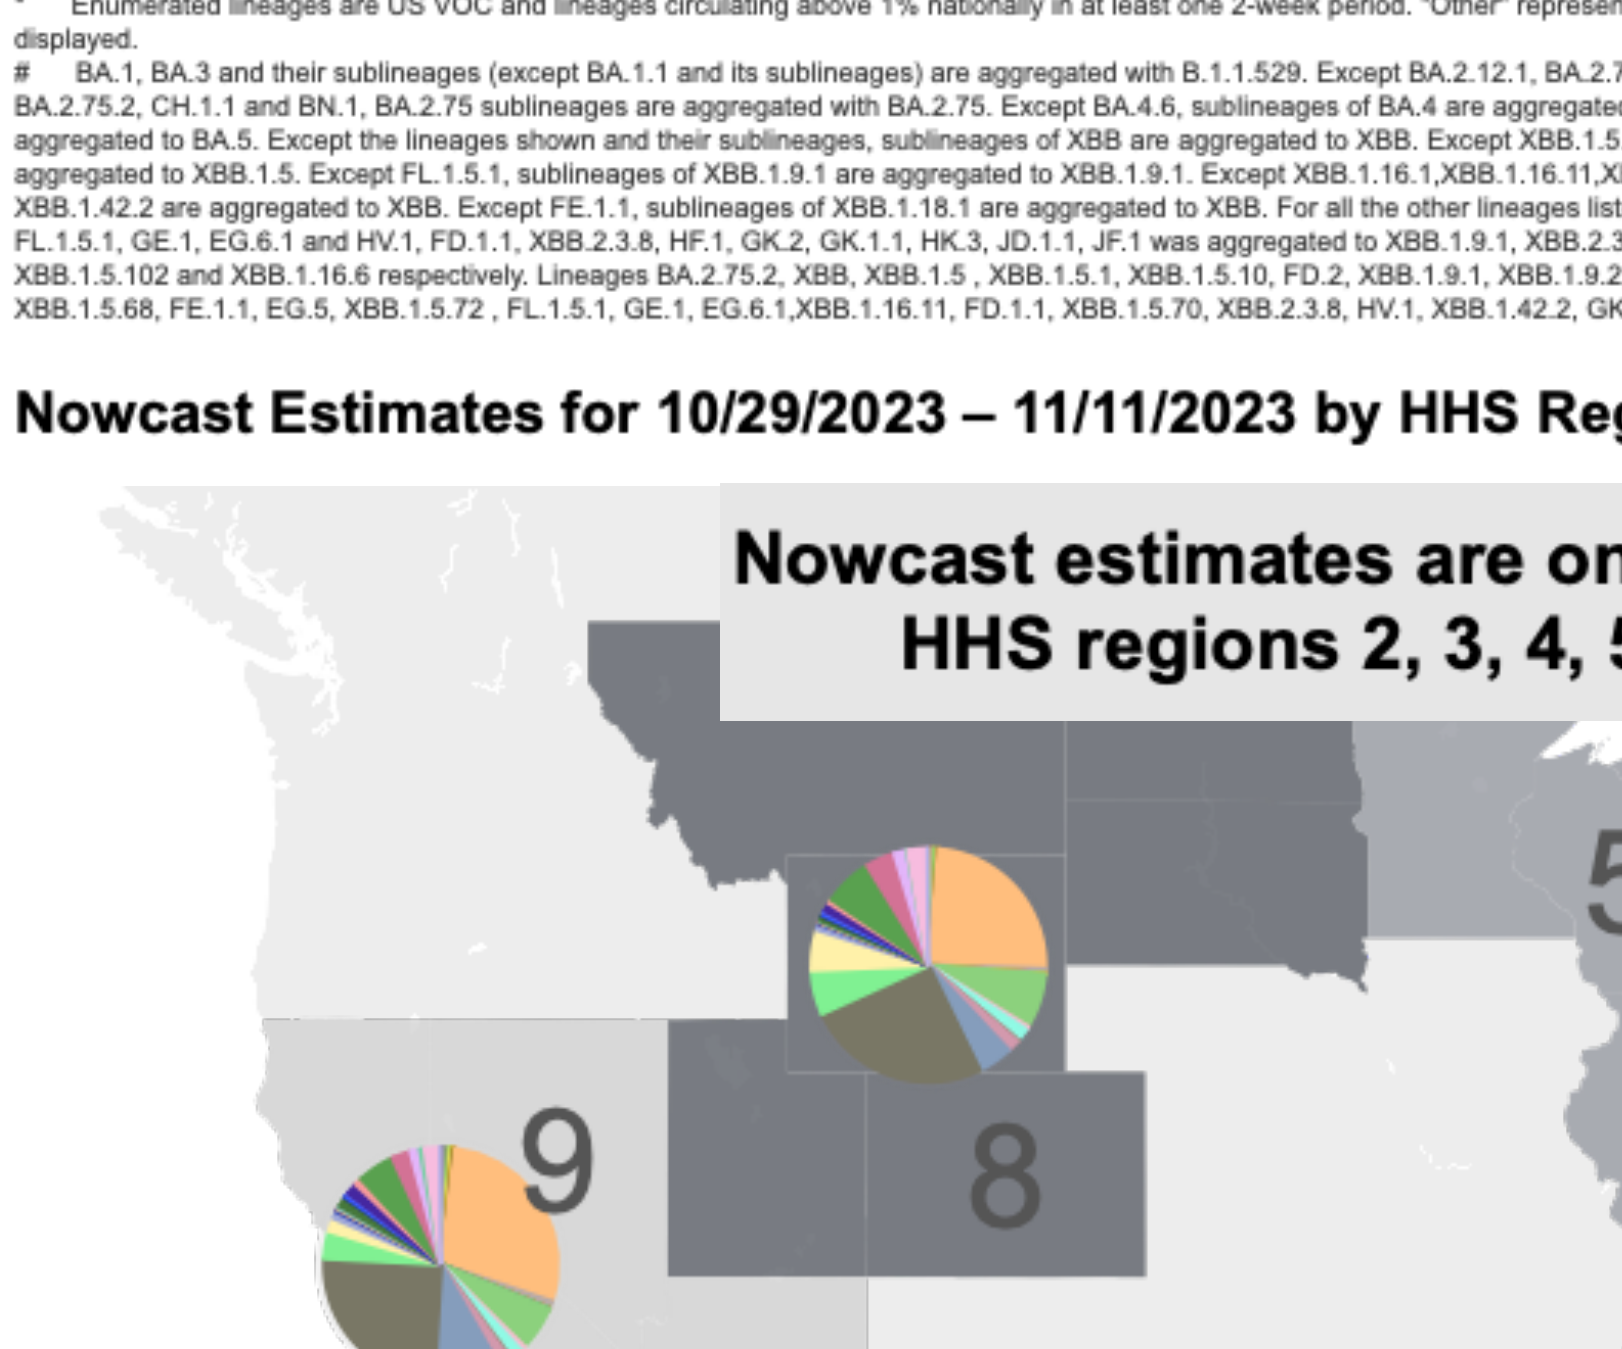 * Enumerated lineages are US VOC and lineages circulating above 1% nationally in at least one 2-week period. "Other" represen
displayed.
# BA.1, BA.3 and their sublineages (except BA.1.1 and its sublineages) are aggregated with B.1.1.529. Except BA.2.12.1, BA.2.7
BA.2.75.2, CH.1.1 and BN.1, BA.2.75 sublineages are aggregated with BA.2.75. Except BA.4.6, sublineages of BA.4 are aggregate
aggregated to BA.5. Except the lineages shown and their sublineages, sublineages of XBB are aggregated to XBB. Except XBB.1.5.
aggregated to XBB.1.5. Except FL.1.5.1, sublineages of XBB.1.9.1 are aggregated to XBB.1.9.1. Except XBB.1.16.1,XBB.1.16.11,X
XBB.1.42.2 are aggregated to XBB. Except FE.1.1, sublineages of XBB.1.18.1 are aggregated to XBB. For all the other lineages list
FL.1.5.1, GE.1, EG.6.1 and HV.1, FD.1.1, XBB.2.3.8, HF.1, GK.2, GK.1.1, HK.3, JD.1.1, JF.1 was aggregated to XBB.1.9.1, XBB.2.3
XBB.1.5.102 and XBB.1.16.6 respectively. Lineages BA.2.75.2, XBB, XBB.1.5 , XBB.1.5.1, XBB.1.5.10, FD.2, XBB.1.9.1, XBB.1.9.2
XBB.1.5.68, FE.1.1, EG.5, XBB.1.5.72 , FL.1.5.1, GE.1, EG.6.1,XBB.1.16.11, FD.1.1, XBB.1.5.70, XBB.2.3.8, HV.1, XBB.1.42.2, GK
Nowcast Estimates for 10/29/2023 – 11/11/2023 by HHS Reg
Nowcast estimates are on
HHS regions 2, 3, 4, 5
5
9
8